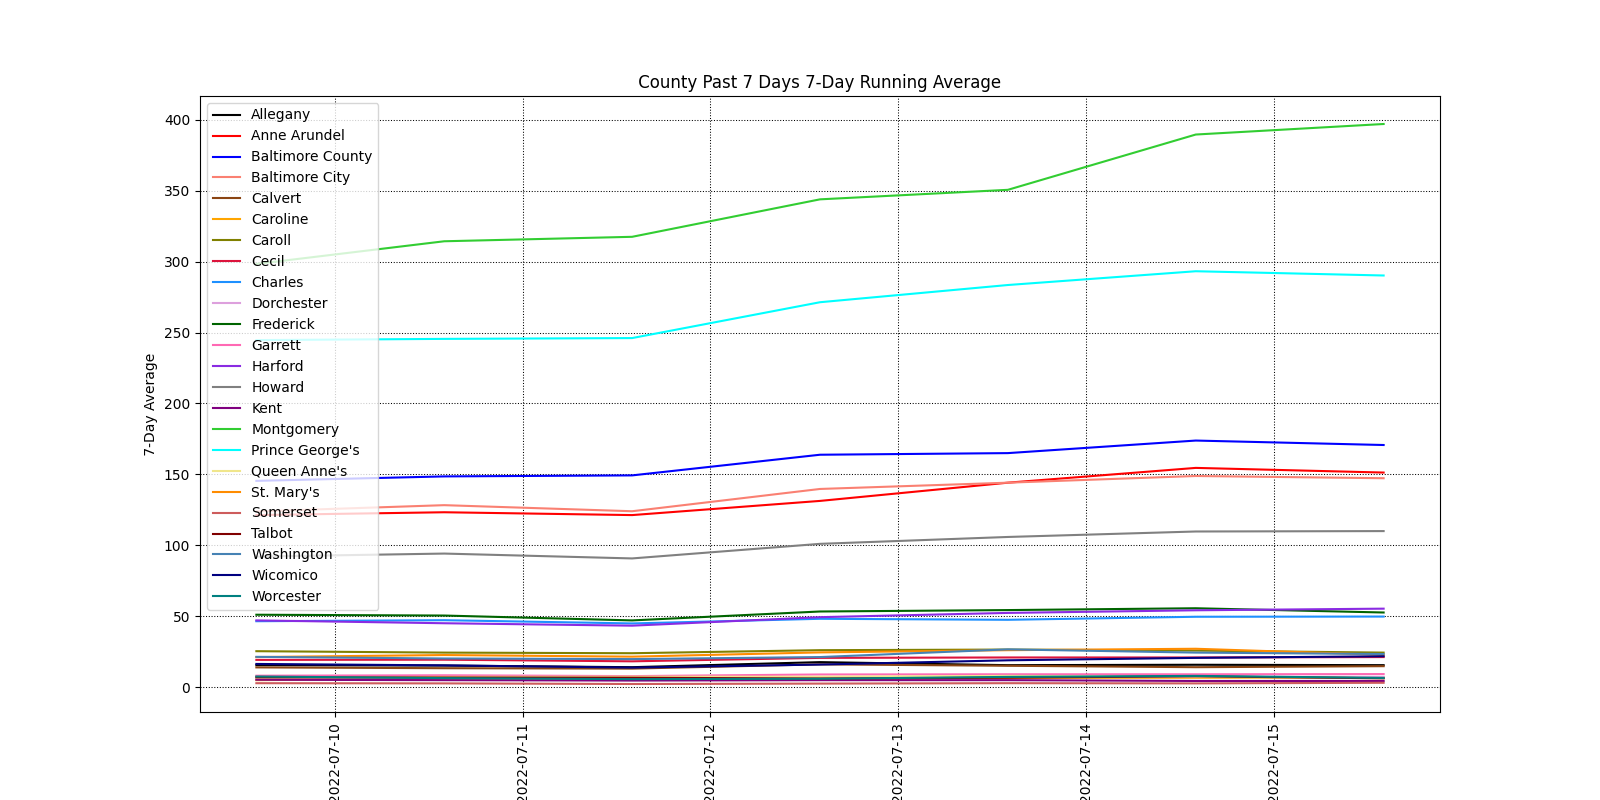 County Past 7 Days 7-Day Running Average
7-Day Average
400
350
300
250
200
150
100
50
0
Allegany
Anne Arundel
Baltimore County
Baltimore City
Calvert
Caroline
Caroll
Cecil
Charles
Dorchester
Frederick
Garrett
Harford
Howard
Kent
Montgomery
Prince George's
Queen Anne's
St. Mary's
Somerset
Talbot
Washington
Wicomico
Worcester
2022-07-10
2022-07-11
2022-07-12
2022-07-13
2022-07-14
2022-07-15